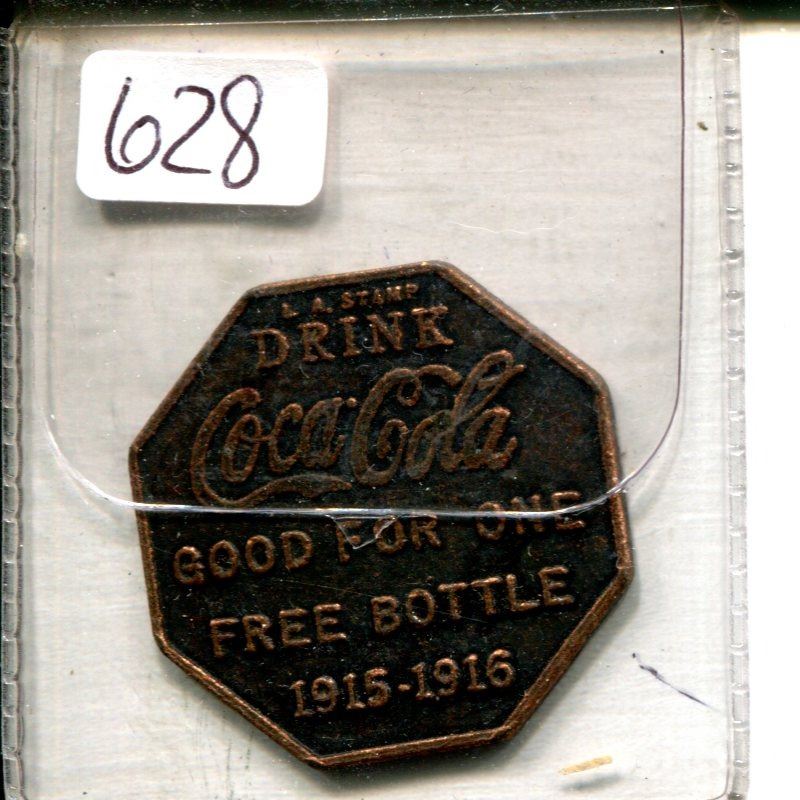 628
L. A. STAMP
DRINK
Coca-Cola
GOOD FOR ONE
FREE BOTTLE
1915-1916